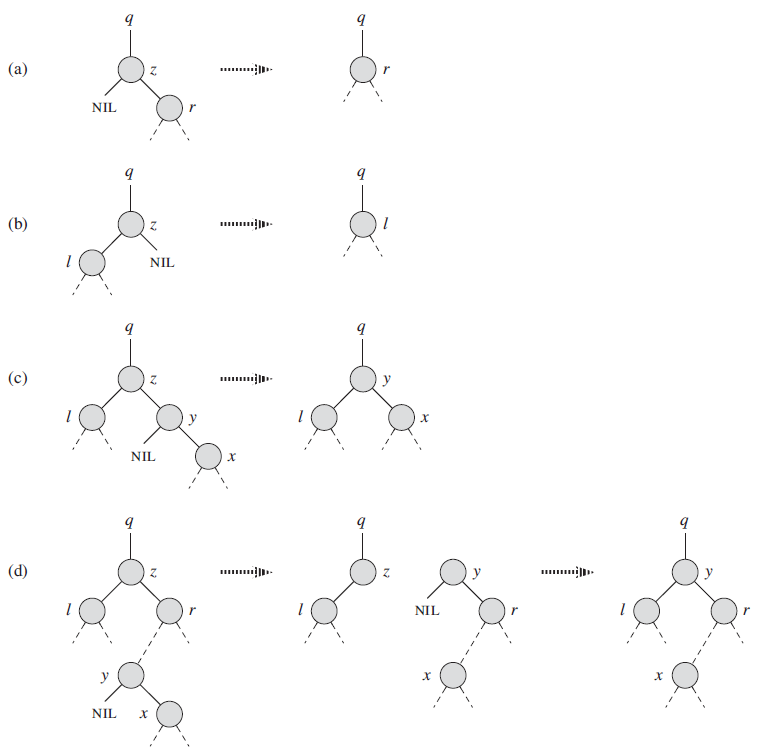 q q
(a) z r
NIL r
q q
(b) z l
l NIL
q q
(c) z y
l y l x
NIL x
q q q
(d) z z y y
l r l NIL r l r
y x x
NIL x